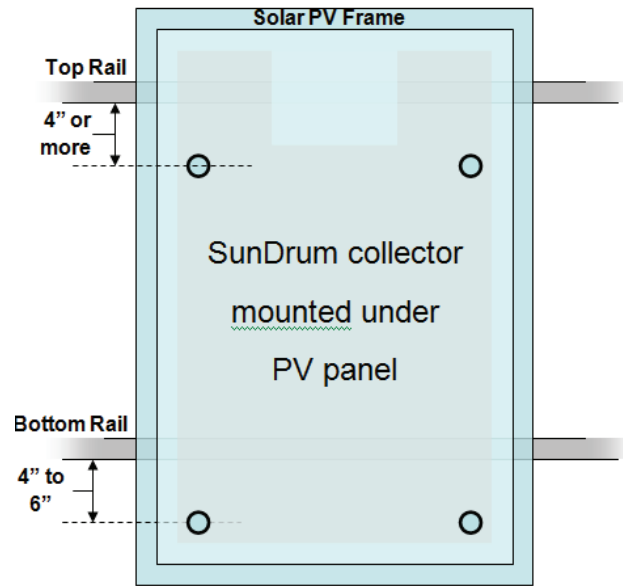 Solar PV Frame
Top Rail
4” or
more
SunDrum collector
mounted under
PV panel
Bottom Rail
4” to
6”